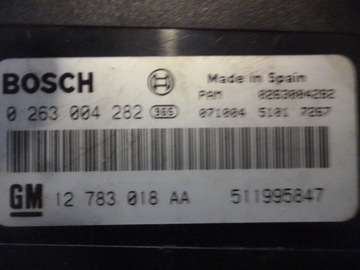 BOSCH
Made in Spain
0 263 004 282 365
PAM 0263004282
071004 5101 7267
GM 12 783 018 AA 511995847